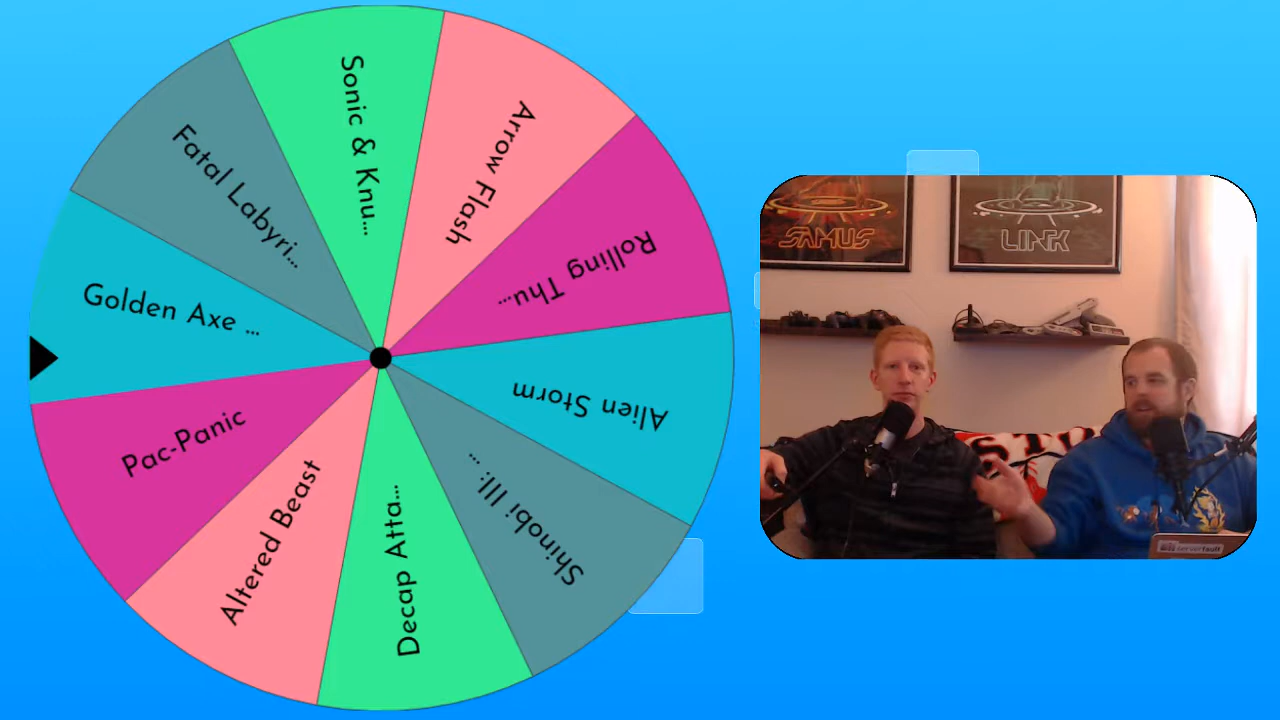 Sonic & Knu...
Arrow Flash
Rolling Thu...
Alien Storm
Shinobi III: ...
Decap Atta...
Altered Beast
Pac-Panic
Golden Axe ...
Fatal Labyri...
SAMUS
LINK
serverfault